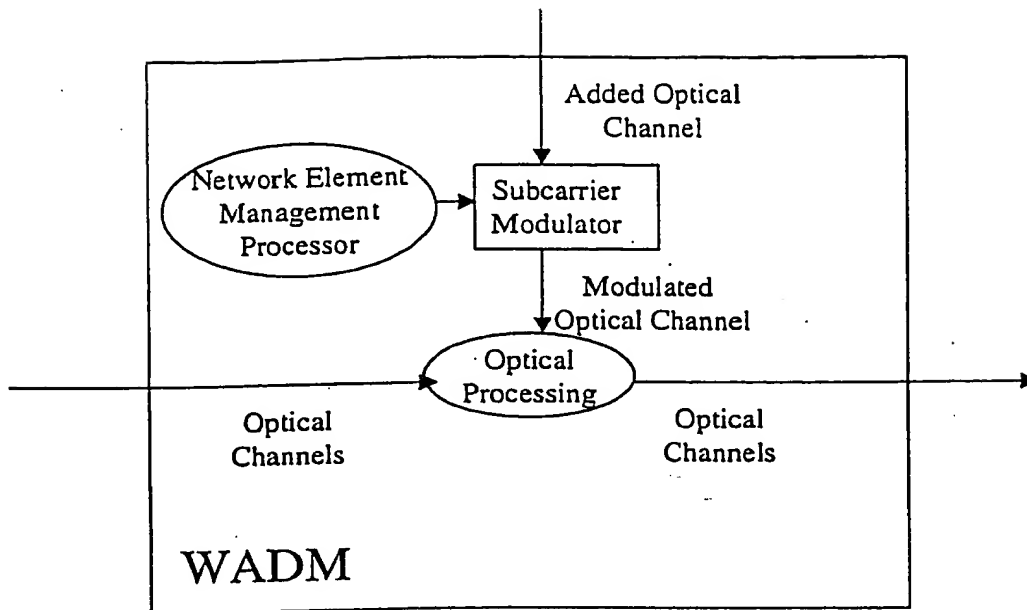 Added Optical
Channel
Network Element
Management
Processor
Subcarrier
Modulator
Modulated
Optical Channel
Optical
Processing
Optical
Channels
Optical
Channels
WADM